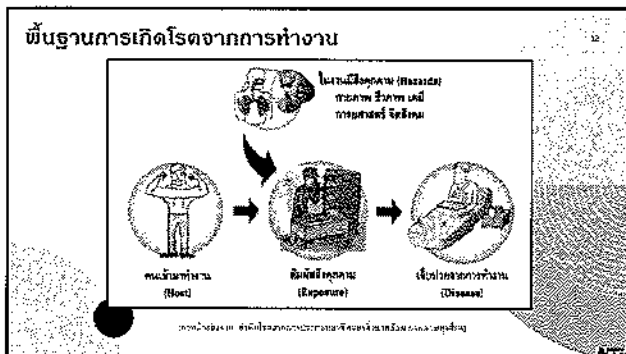 พื้นฐานการเกิดโรคจากการทำงาน
12
ในงานมีสิ่งคุกคาม (Hazards)
กายภาพ ชีวภาพ เคมี
การยศาสตร์ จิตสังคม
คนเข้ามาทำงาน
(Host)
สัมผัสสิ่งคุกคาม
(Exposure)
เจ็บป่วยจากการทำงาน
(Disease)